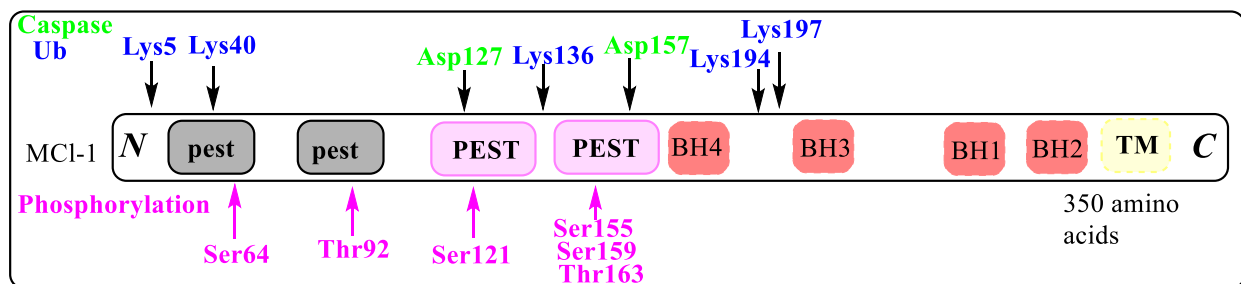 Caspase
Ub
Lys5
Lys40
Asp127
Lys136
Asp157
Lys194
Lys197
MCl-1
N
pest
pest
PEST
PEST
BH4
BH3
BH1
BH2
TM
C
Phosphorylation
Ser64
Thr92
Ser121
Ser155
Ser159
Thr163
350 amino
acids